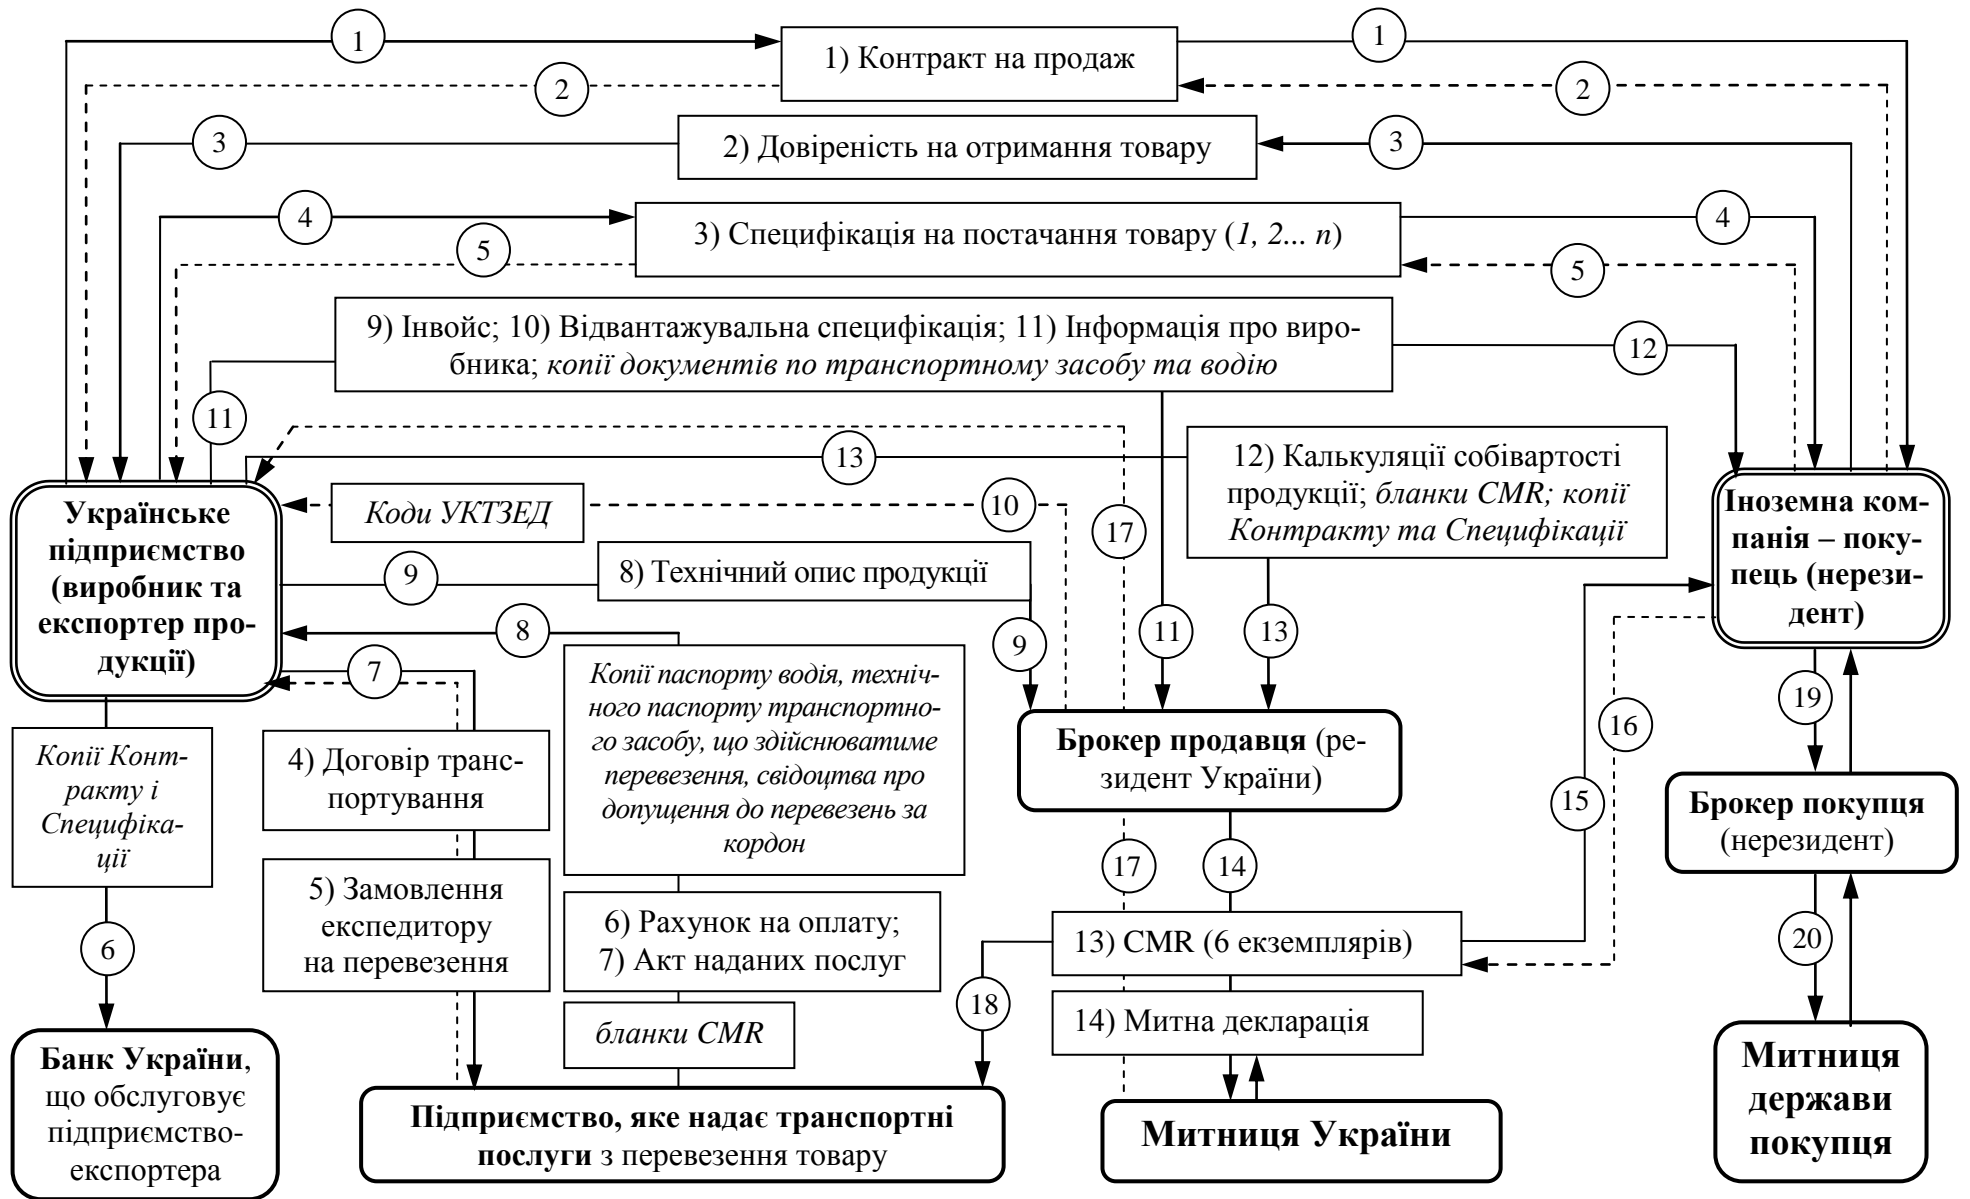 1
1
1) Контракт на продаж
2
2
3
2) Довіреність на отримання товару
3
4
3) Специфікація на постачання товару (1, 2... n)
4
5
5
9) Інвойс; 10) Відвантажувальна специфікація; 11) Інформація про виро-
бника; копії документів по транспортному засобу та водію
12
11
13
12) Калькуляції собівартості
продукції; бланки CMR; копії
Контракту та Специфікації
Українське
підприємство
(виробник та
експортер про-
дукції)
Коди УКТЗЕД
10
17
Іноземна ком-
панія – поку-
пець (нерези-
дент)
9
8) Технічний опис продукції
8
9
11
13
7
Копії паспорту водія, техніч-
ного паспорту транспортно-
го засобу, що здійснюватиме
перевезення, свідоцтва про
допущення до перевезень за
кордон
19
16
Копії Конт-
ракту і
Специфіка-
ції
4) Договір транс-
портування
Брокер продавця (ре-
зидент України)
15
Брокер покупця
(нерезидент)
17
14
5) Замовлення
експедитору
на перевезення
6) Рахунок на оплату;
7) Акт наданих послуг
13) CMR (6 екземплярів)
6
20
18
бланки CMR
14) Митна декларація
Банк України,
що обслуговує
підприємство-
експортера
Підприємство, яке надає транспортні
послуги з перевезення товару
Митниця України
Митниця
держави
покупця